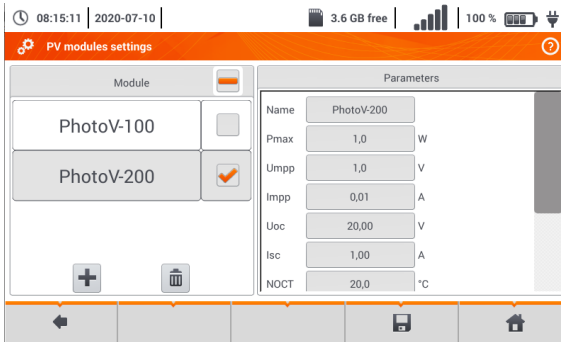 08:15:11 2020-07-10 3.6 GB free 100 %
PV modules settings ?
Module
PhotoV-100
PhotoV-200
Parameters
Name PhotoV-200
Pmax 1,0 W
Umpp 1,0 V
Impp 0,01 A
Uoc 20,00 V
Isc 1,00 A
NOCT 20,0 °C